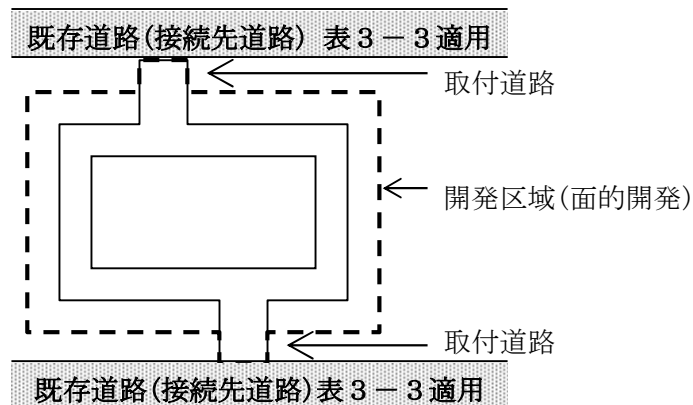 既存道路(接続先道路) 表3-3適用
取付道路
開発区域(面的開発)
取付道路
既存道路(接続先道路)表3-3適用